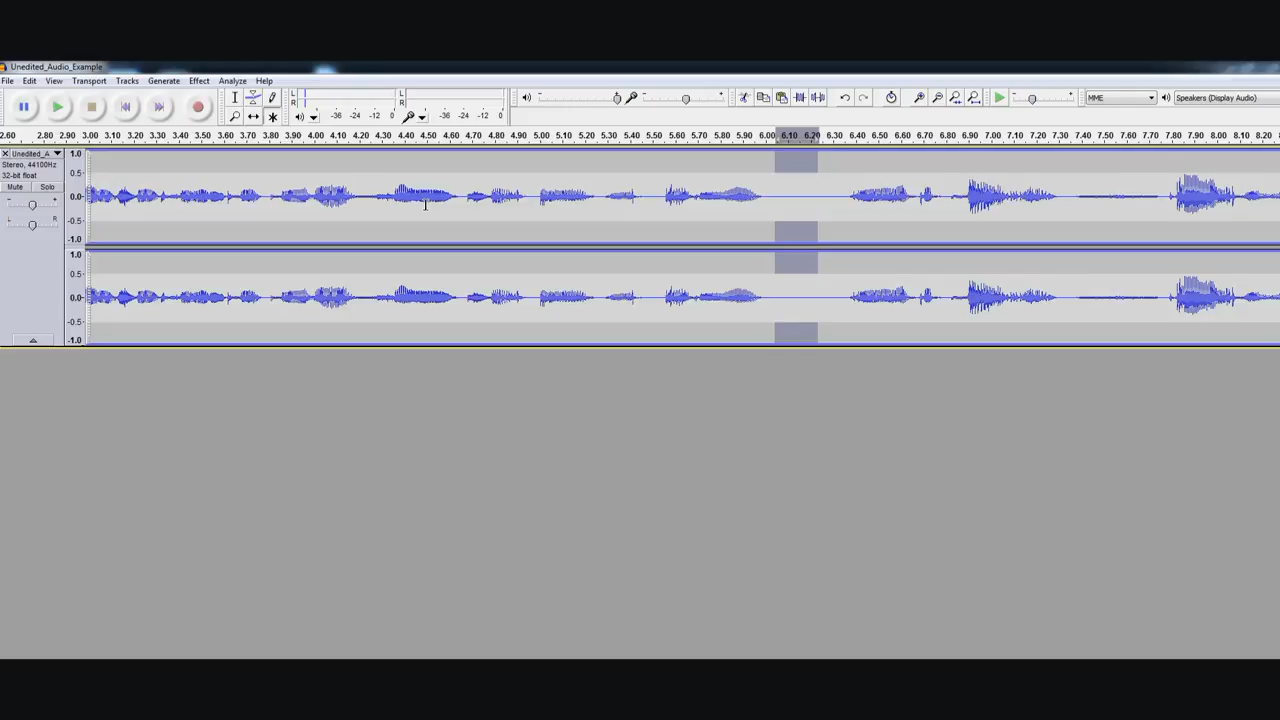 Unedited_Audio_Example
File Edit View Transport Tracks Generate Effect Analyze Help
L
R
-36 -24 -12 0
L
R
-36 -24 -12 0
MME
Speakers (Display Audio)
2.60 2.80 2.90 3.00 3.10 3.20 3.30 3.40 3.50 3.60 3.70 3.80 3.90 4.00 4.10 4.20 4.30 4.40 4.50 4.60 4.70 4.80 4.90 5.00 5.10 5.20 5.30 5.40 5.50 5.60 5.70 5.80 5.90 6.00 6.10 6.20 6.30 6.40 6.50 6.60 6.70 6.80 6.90 7.00 7.10 7.20 7.30 7.40 7.50 7.60 7.70 7.80 7.90 8.00 8.10 8.20
Unedited_A
Stereo, 44100Hz
32-bit float
Mute Solo
- +
L R
1.0
0.5
0.0
-0.5
-1.0
1.0
0.5
0.0
-0.5
-1.0